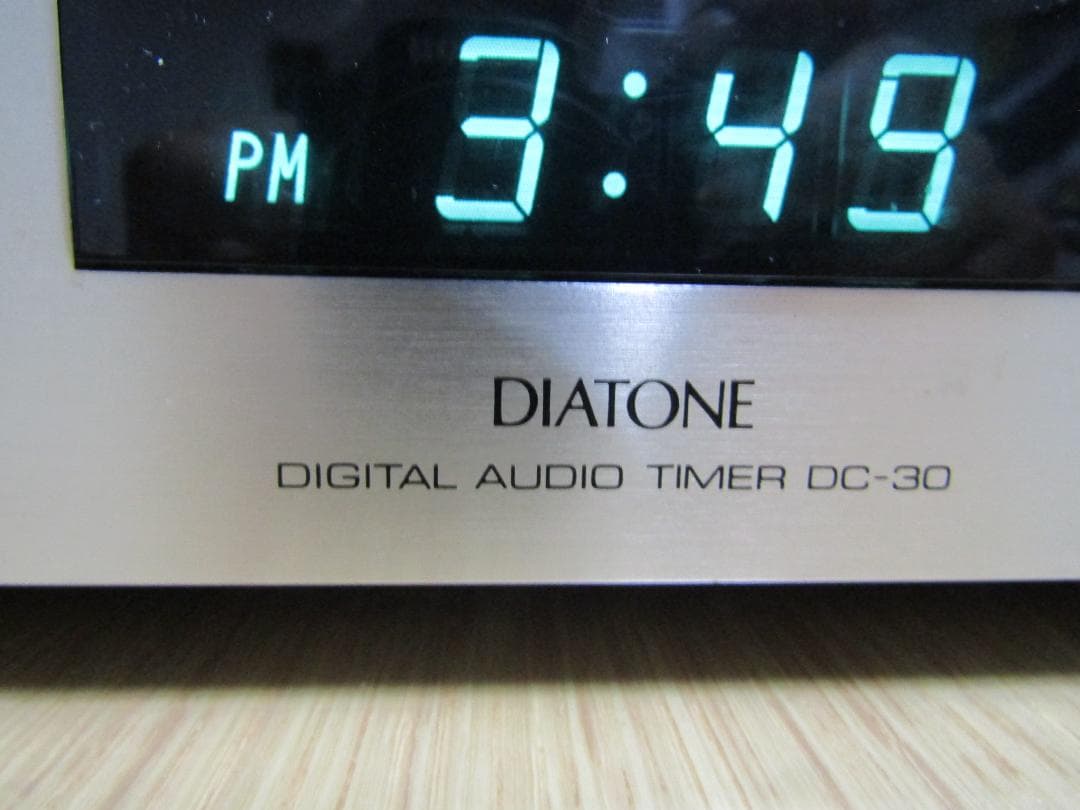 PM 3:49
DIATONE
DIGITAL AUDIO TIMER DC-30